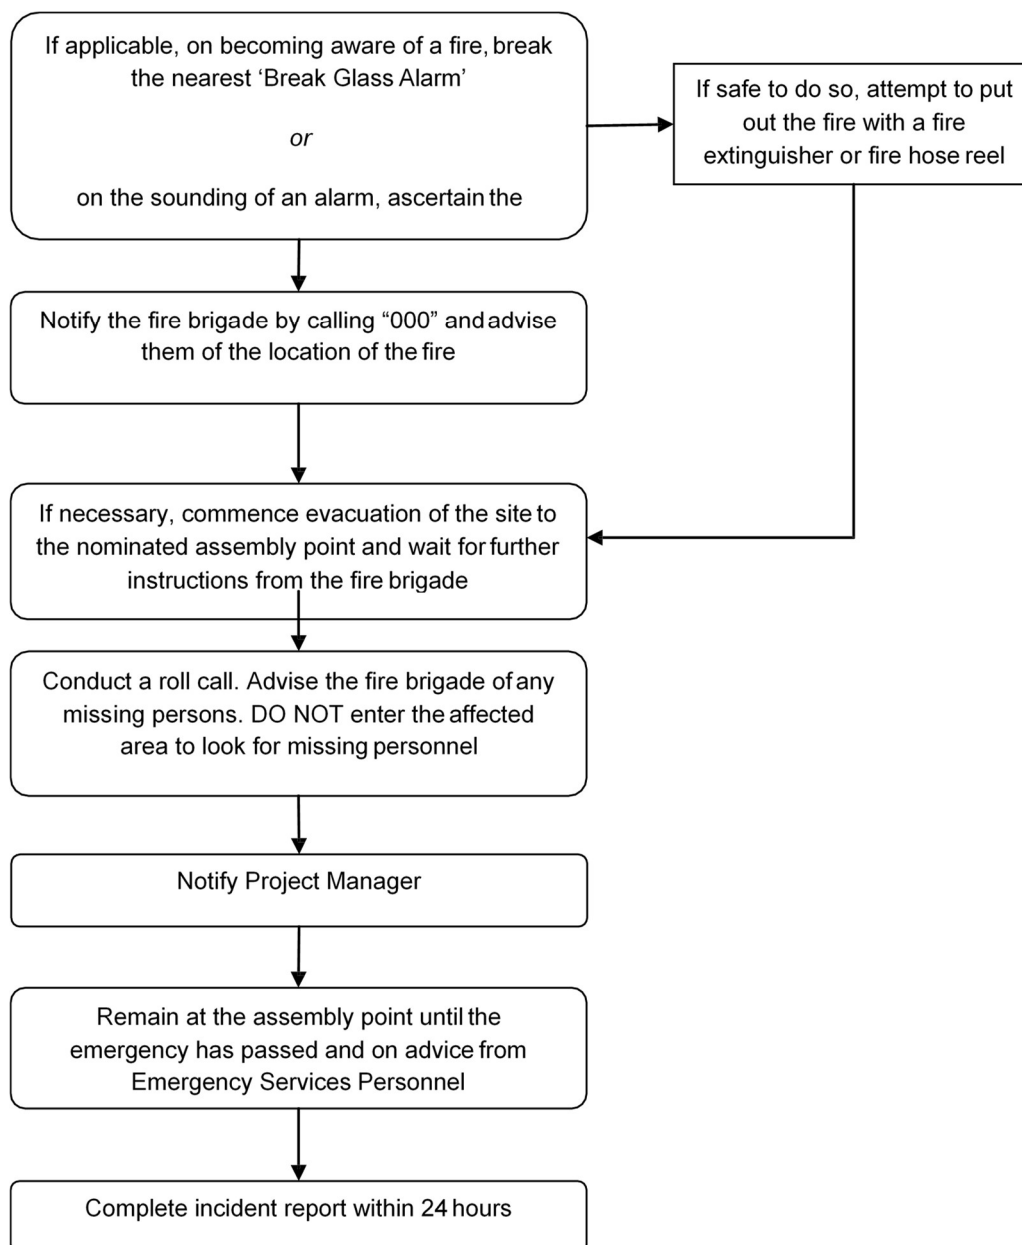 If applicable, on becoming aware of a fire, break
the nearest ‘Break Glass Alarm’
or
on the sounding of an alarm, ascertain the
If safe to do so, attempt to put
out the fire with a fire
extinguisher or fire hose reel
Notify the fire brigade by calling “000” and advise
them of the location of the fire
If necessary, commence evacuation of the site to
the nominated assembly point and wait for further
instructions from the fire brigade
Conduct a roll call. Advise the fire brigade of any
missing persons. DO NOT enter the affected
area to look for missing personnel
Notify Project Manager
Remain at the assembly point until the
emergency has passed and on advice from
Emergency Services Personnel
Complete incident report within 24 hours